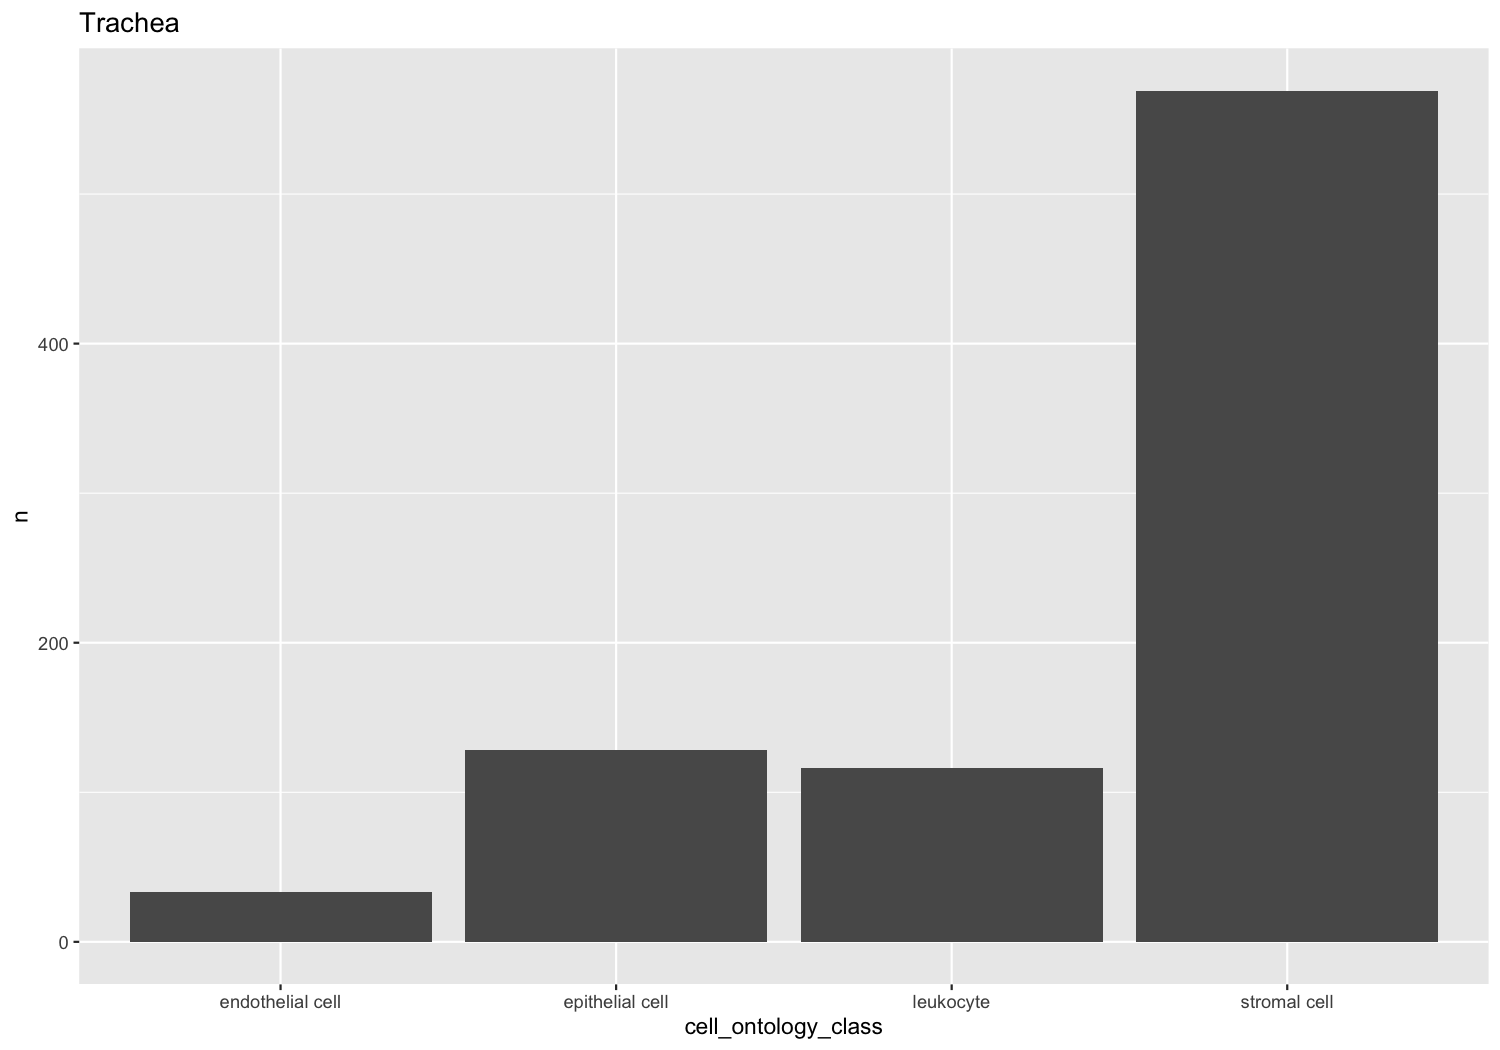 Trachea
400
200
0
n
endothelial cell epithelial cell leukocyte stromal cell
cell_ontology_class